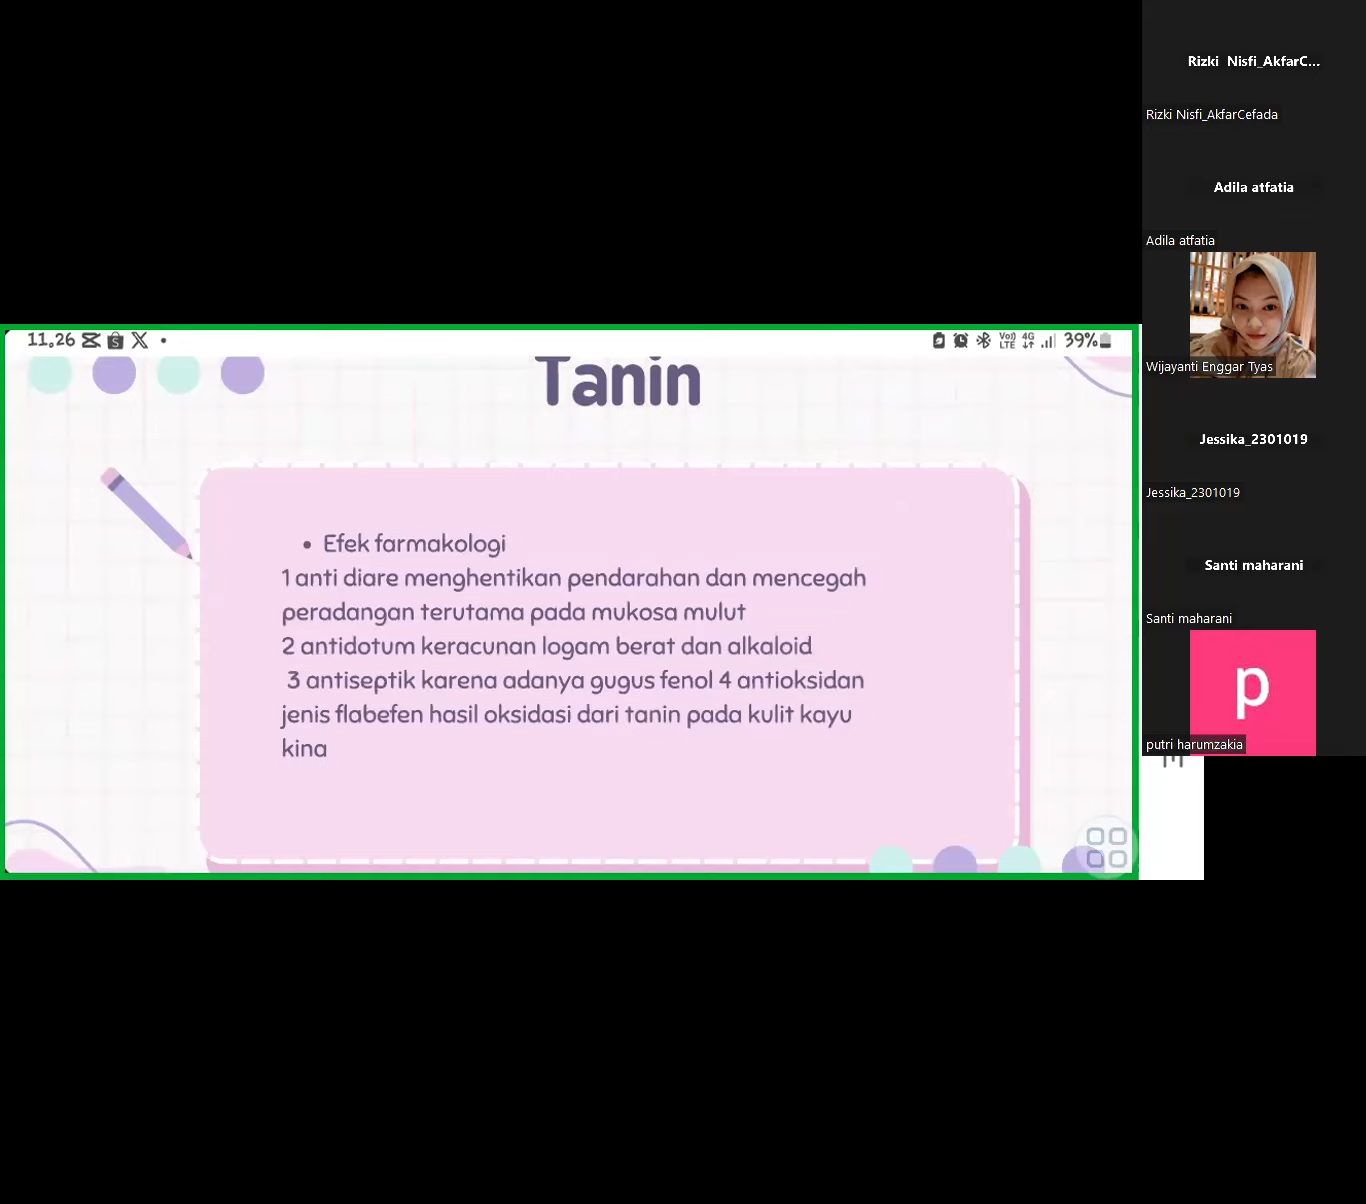 Rizki Nisfi_AkfarC...
Rizki Nisfi_AkfarCefada
Adila atfatia
Adila atfatia
Wijayanti Enggar Tyas
Jessika_2301019
Jessika_2301019
Santi maharani
Santi maharani
p
putri harumzakia
11.26
Vo))
LTE
4G
39%
Tanin
• Efek farmakologi
1 anti diare menghentikan pendarahan dan mencegah
peradangan terutama pada mukosa mulut
2 antidotum keracunan logam berat dan alkaloid
3 antiseptik karena adanya gugus fenol 4 antioksidan
jenis flabefen hasil oksidasi dari tanin pada kulit kayu
kina